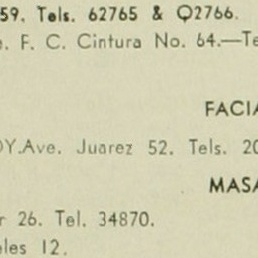 59. Tels. 62765 & Q2766.
F. C. Cintura No. 64.—Te
FACIA
OY.Ave. Juarez 52. Tels. 20
MASA
r 26. Tel. 34870.
les 12.